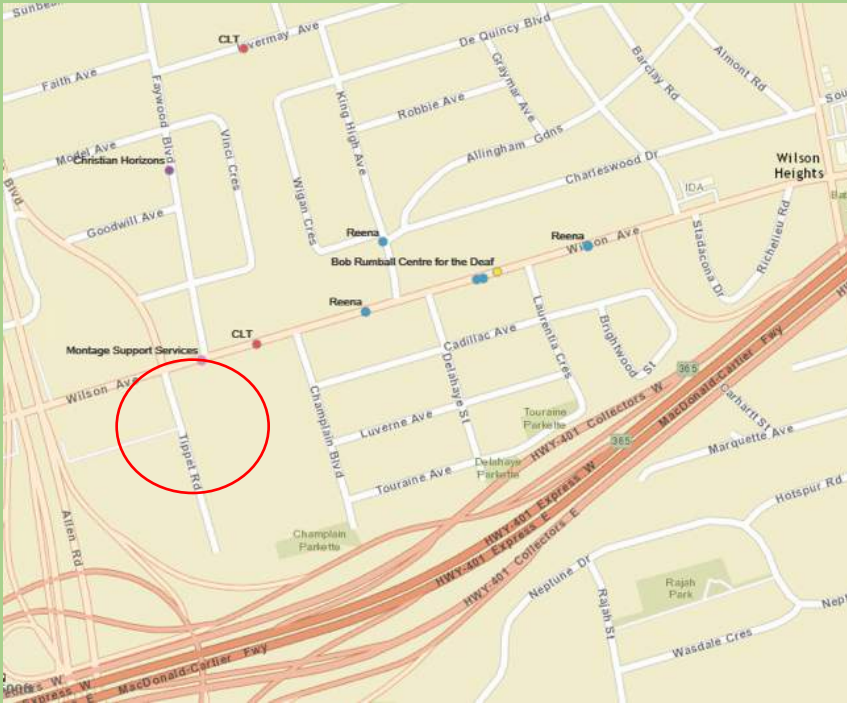 CLT
vermay Ave
De Quincy Blvd
Faith Ave
Faywood Blvd
King High Ave
Robbie Ave
Graymar Ave
Barclay Rd
Almont Rd
Vinci Cres
Model Ave
Christian Horizons
Allingham Gdns
Charleswood Dr
Wilson
Heights
Blvd
Wigan Cres
IDA
Goodwill Ave
Reena
Reena
Wilson Ave
Bob Rumball Centre for the Deaf
Stadacona Dr
Richelieu Rd
Reena
CLT
Montage Support Services
Cadillac Ave
Laurentia Cres
Brightwood St
Delahaye St
Wilson Ave
365
Champlain Blvd
Carhartt St
Luverne Ave
Touraine
Parkette
HWY-401 Collectors W
MacDonald-Cartier Fwy
365
Marquette Ave
Tippet Rd
Delahaye
Parkette
Touraine Ave
Hotspur Rd
Allen Rd
Champlain
Parkette
HWY-401 Express W
HWY-401 Express E
HWY-401 Collectors E
Neptune Dr
Rajah
Park
Rajah St
Wasdale Cres
MacDonald-Cartier Fwy
Express W